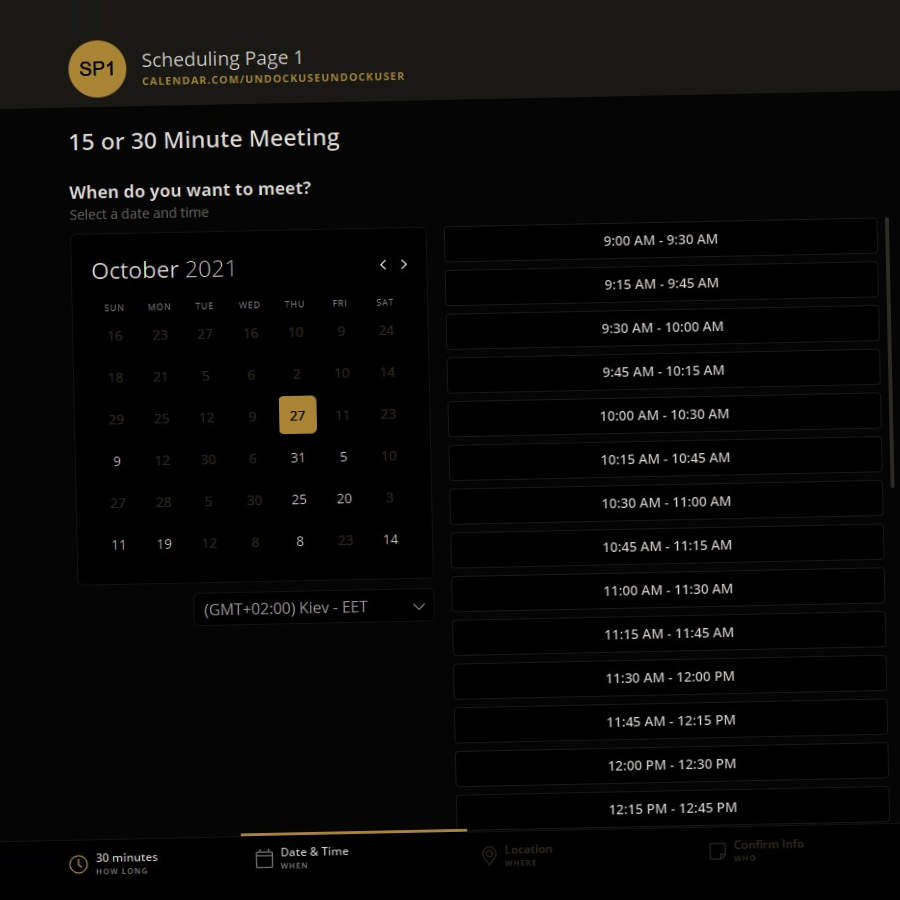 SP1
Scheduling Page 1
CALENDAR.COM/UNDOCKUSEUNDOCKUSER
15 or 30 Minute Meeting
When do you want to meet?
Select a date and time
October 2021
SUN MON TUE WED THU FRI SAT
16 23 27 16 10 9 24
18 21 5 6 2 10 14
29 25 12 9 27 11 23
9 12 30 6 31 5 10
27 28 5 30 25 20 3
11 19 12 8 8 23 14
(GMT+02:00) Kiev - EET
9:00 AM - 9:30 AM
9:15 AM - 9:45 AM
9:30 AM - 10:00 AM
9:45 AM - 10:15 AM
10:00 AM - 10:30 AM
10:15 AM - 10:45 AM
10:30 AM - 11:00 AM
10:45 AM - 11:15 AM
11:00 AM - 11:30 AM
11:15 AM - 11:45 AM
11:30 AM - 12:00 PM
11:45 AM - 12:15 PM
12:00 PM - 12:30 PM
12:15 PM - 12:45 PM
30 minutes
HOW LONG
Date & Time
WHEN
Location
WHERE
Confirm Info
WHO